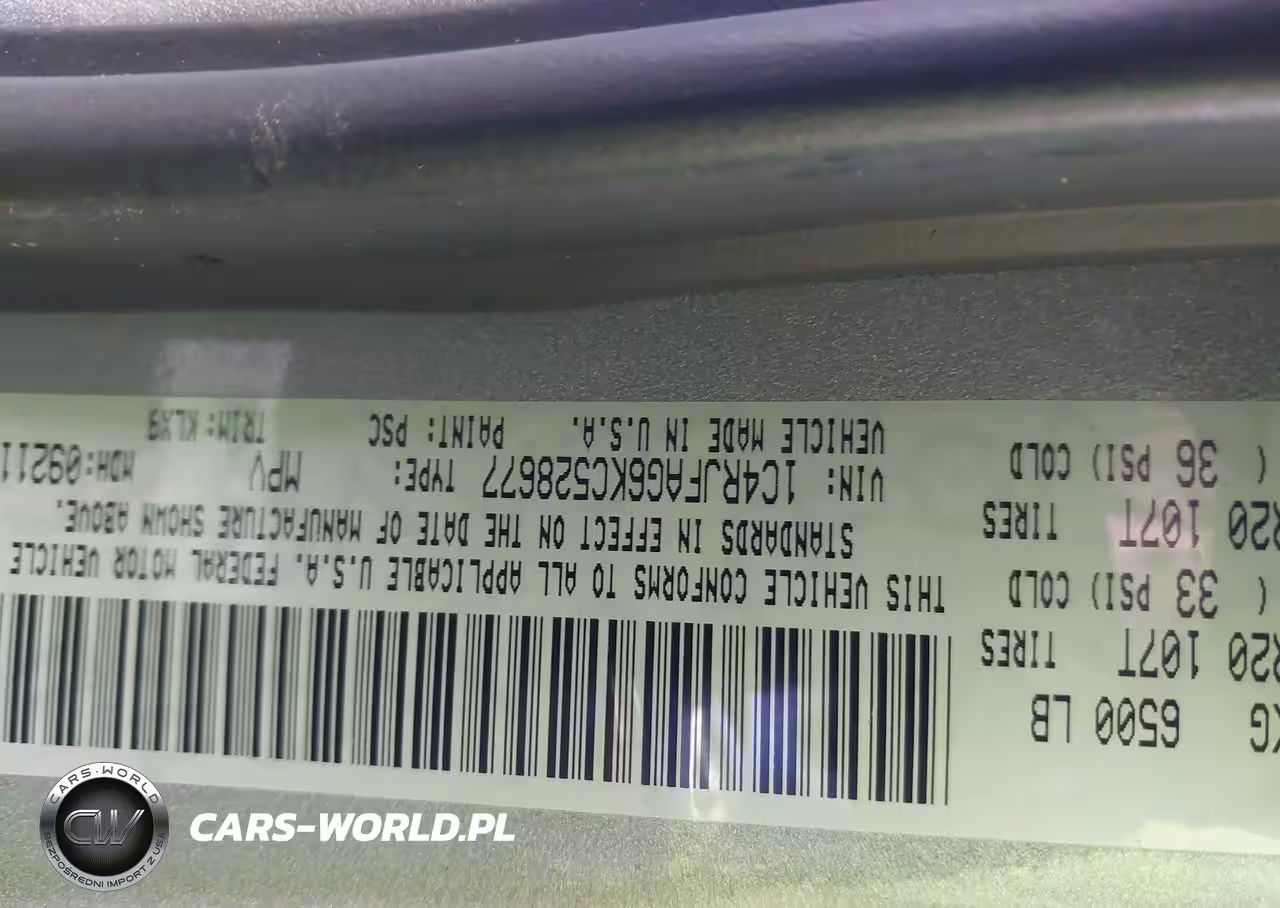 KG 6500 LB
R20 107T TIRES
( 33 PSI) COLD
R20 107T TIRES
( 36 PSI) COLD
THIS VEHICLE CONFORMS TO ALL APPLICABLE U.S.A. FEDERAL MOTOR VEHICLE
STANDARDS IN EFFECT ON THE DATE OF MANUFACTURE SHOWN ABOVE.
VIN: 1C4RJFAG6KC528677 TYPE: MPV MDH:09211
VEHICLE MADE IN U.S.A. PAINT: PSC TRIM: KLX9
CARS-WORLD
CW
BEZPOŚREDNI IMPORT Z USA
CARS-WORLD.PL